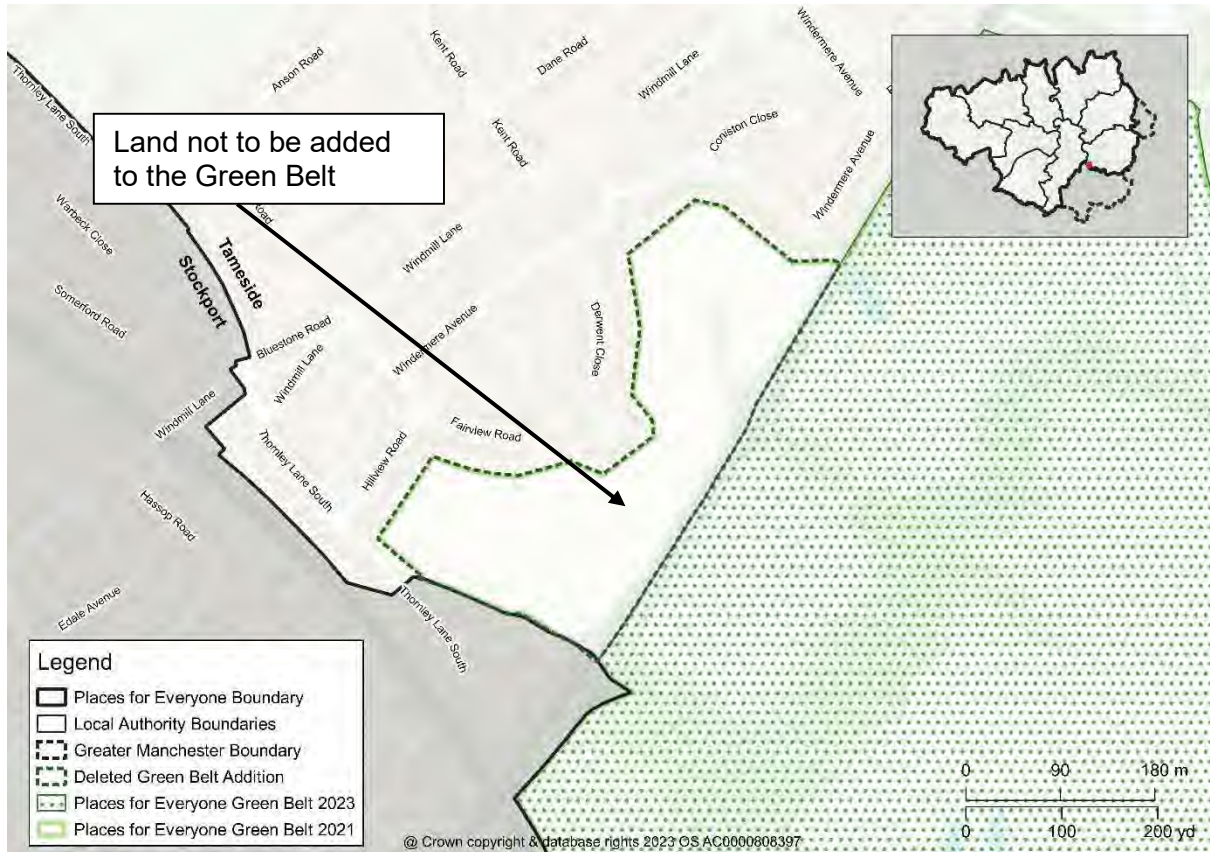 Thornley Lane South
Anson Road
Kent Road
Dane Road
Windmill Lane
Windermere Avenue
Land not to be added
to the Green Belt
Kent Road
Coniston Close
Windermere Avenue
Warbeck Close
Road
Windmill Lane
Tameside
Stockport
Somerford Road
Bluestone Road
Windmill Lane
Windermere Avenue
Derwent Close
Windmill Lane
Fairview Road
Hillview Road
Thornley Lane South
Hassop Road
Edale Avenue
Thornley Lane South
Legend
Places for Everyone Boundary
Local Authority Boundaries
Greater Manchester Boundary
Deleted Green Belt Addition
Places for Everyone Green Belt 2023
Places for Everyone Green Belt 2021
0 90 180 m
0 100 200 yd
@ Crown copyright & database rights 2023 OS AC0000808397